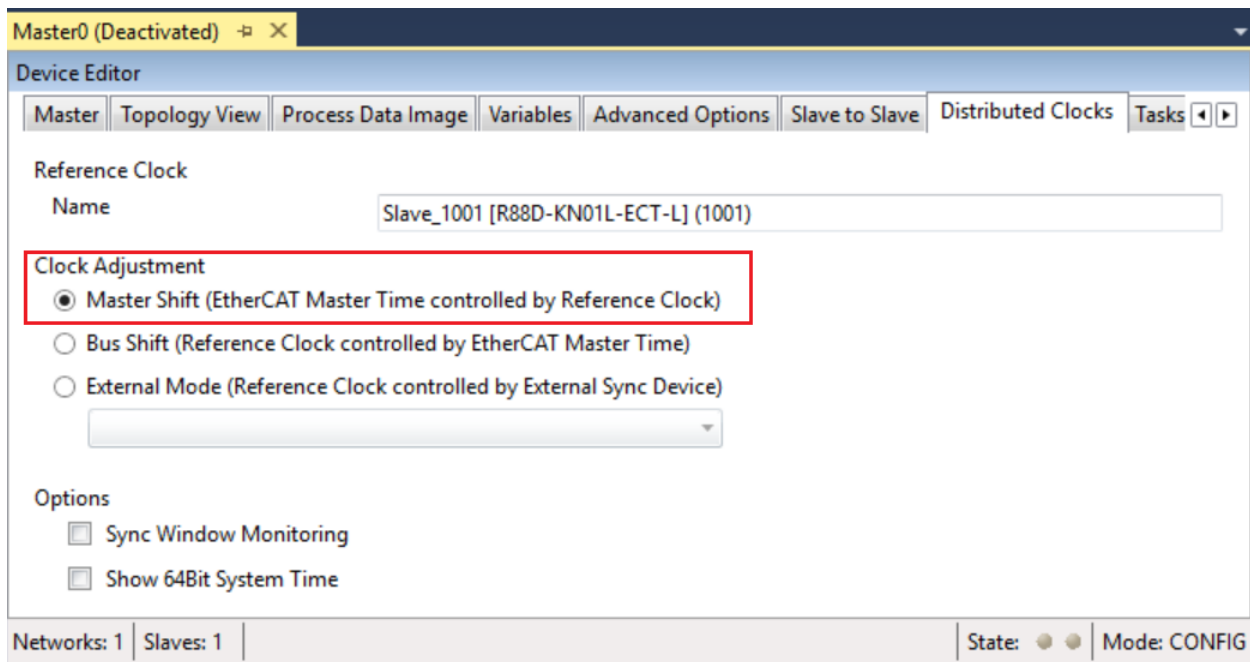 Master0 (Deactivated)
Device Editor
Master Topology View Process Data Image Variables Advanced Options Slave to Slave Distributed Clocks Tasks
Reference Clock
Name Slave_1001 [R88D-KN01L-ECT-L] (1001)
Clock Adjustment
Master Shift (EtherCAT Master Time controlled by Reference Clock)
Bus Shift (Reference Clock controlled by EtherCAT Master Time)
External Mode (Reference Clock controlled by External Sync Device)
Options
Sync Window Monitoring
Show 64Bit System Time
Networks: 1 Slaves: 1 State: Mode: CONFIG